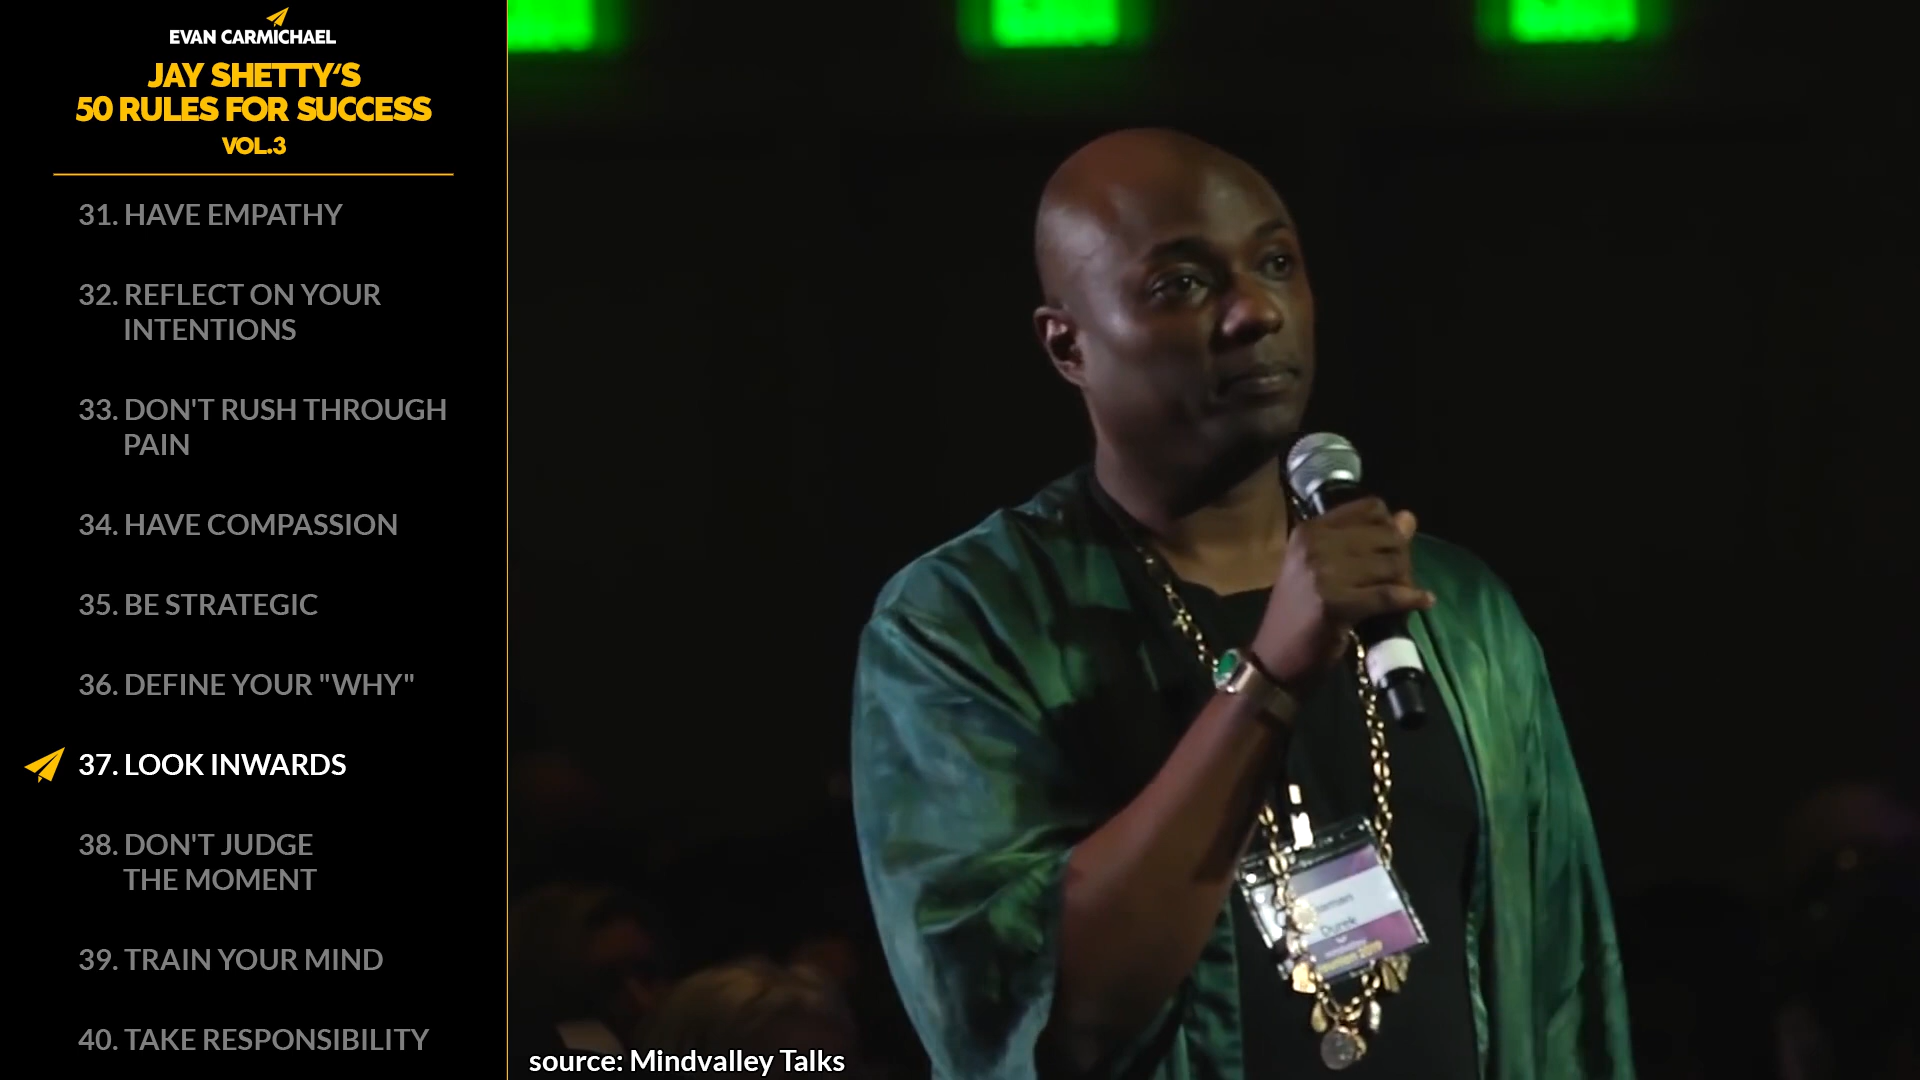 EVAN CARMICHAEL
JAY SHETTY'S
50 RULES FOR SUCCESS
VOL.3
31. HAVE EMPATHY
32. REFLECT ON YOUR
INTENTIONS
33. DON'T RUSH THROUGH
PAIN
34. HAVE COMPASSION
35. BE STRATEGIC
36. DEFINE YOUR "WHY"
37. LOOK INWARDS
38. DON'T JUDGE
THE MOMENT
39. TRAIN YOUR MIND
40. TAKE RESPONSIBILITY
source: Mindvalley Talks